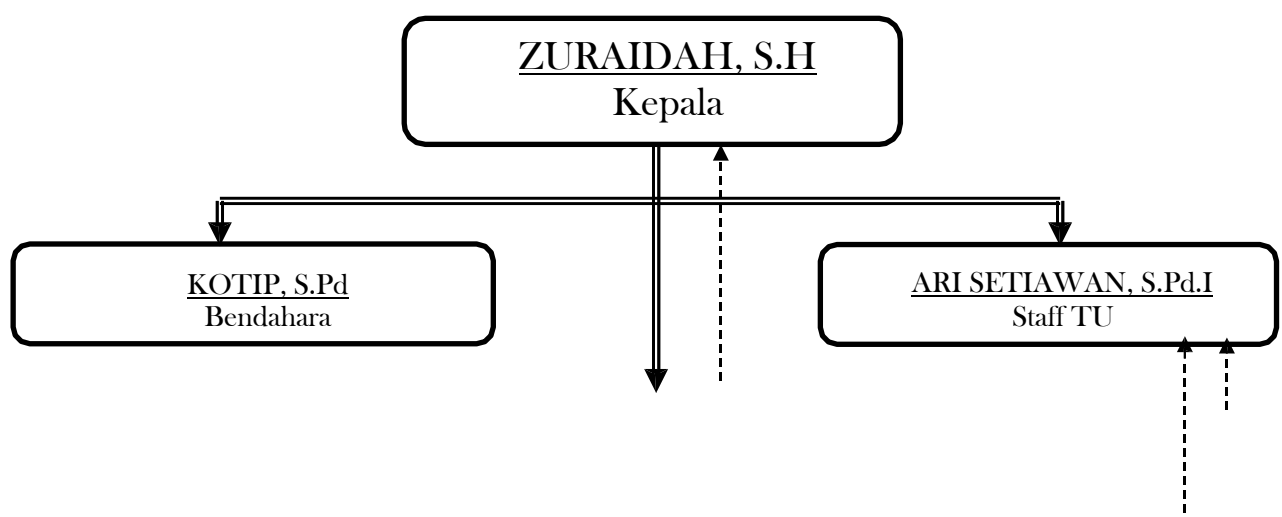 ZURAIDAH, S.H
Kepala
KOTIP, S.Pd
Bendahara
ARI SETIAWAN, S.Pd.I
Staff TU